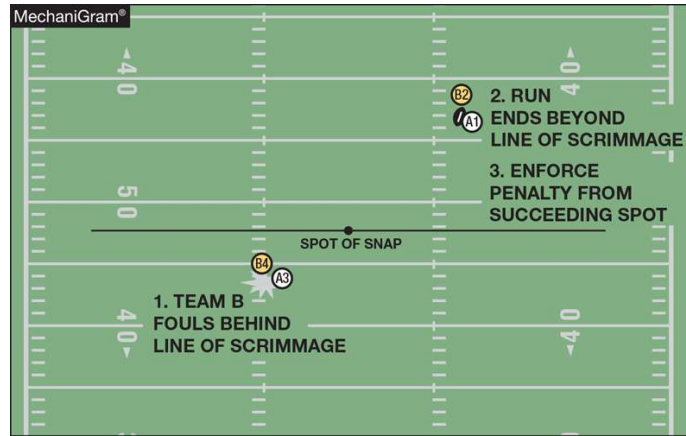 MechaniGram®
40
40
B2
A1
2. RUN
ENDS BEYOND
LINE OF SCRIMMAGE
3. ENFORCE
PENALTY FROM
SUCCEEDING SPOT
50
SPOT OF SNAP
B4
A3
1. TEAM B
FOULS BEHIND
LINE OF SCRIMMAGE
40
40